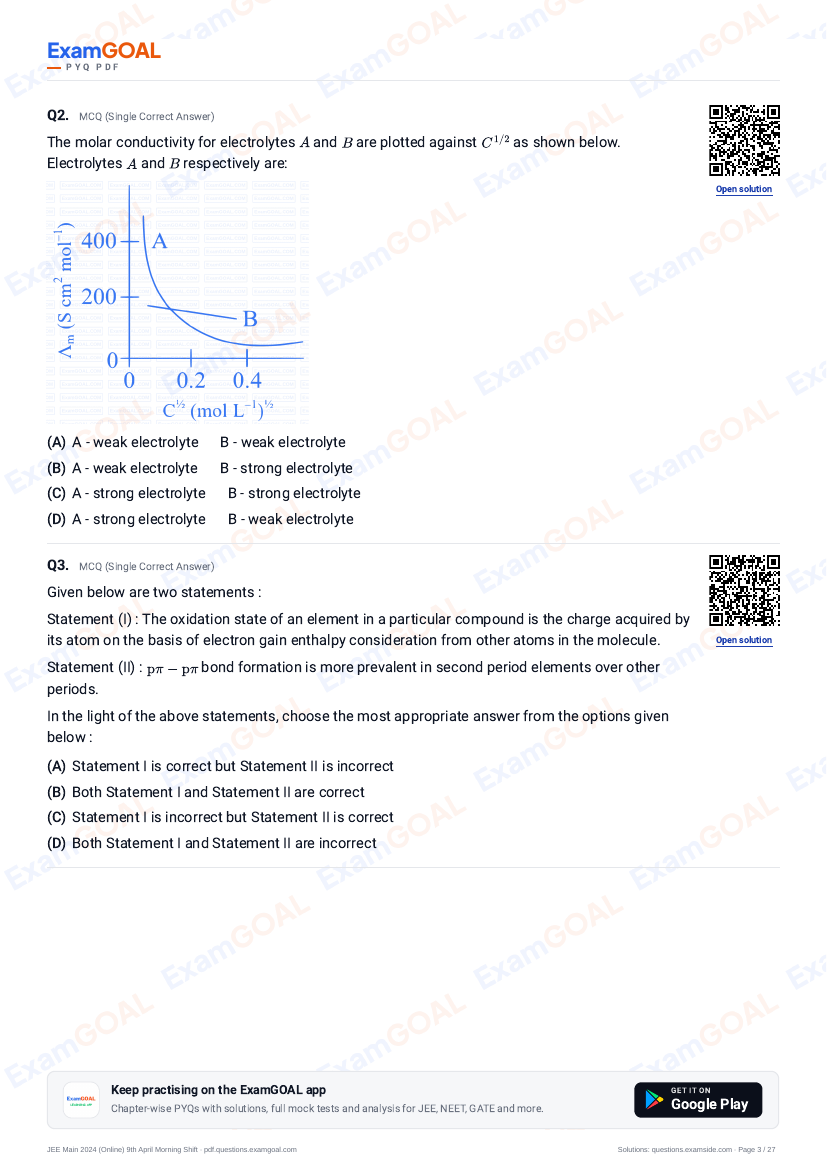 ExamGOAL
PYQ PDF
Q2. MCQ (Single Correct Answer)
The molar conductivity for electrolytes A and B are plotted against C^{1/2} as shown below.
Electrolytes A and B respectively are:
Open solution
Λm (S cm² mol⁻¹)
400
A
200
B
0
0 0.2 0.4
C^½ (mol L⁻¹)^½
(A) A - weak electrolyte B - weak electrolyte
(B) A - weak electrolyte B - strong electrolyte
(C) A - strong electrolyte B - strong electrolyte
(D) A - strong electrolyte B - weak electrolyte
Q3. MCQ (Single Correct Answer)
Given below are two statements :
Statement (I) : The oxidation state of an element in a particular compound is the charge acquired by
its atom on the basis of electron gain enthalpy consideration from other atoms in the molecule.
Open solution
Statement (II) : pπ − pπ bond formation is more prevalent in second period elements over other
periods.
In the light of the above statements, choose the most appropriate answer from the options given
below :
(A) Statement I is correct but Statement II is incorrect
(B) Both Statement I and Statement II are correct
(C) Statement I is incorrect but Statement II is correct
(D) Both Statement I and Statement II are incorrect
ExamGOAL
Keep practising on the ExamGOAL app
Chapter-wise PYQs with solutions, full mock tests and analysis for JEE, NEET, GATE and more.
GET IT ON
Google Play
JEE Main 2024 (Online) 9th April Morning Shift · pdf.questions.examgoal.com
Solutions: questions.examside.com · Page 3 / 27